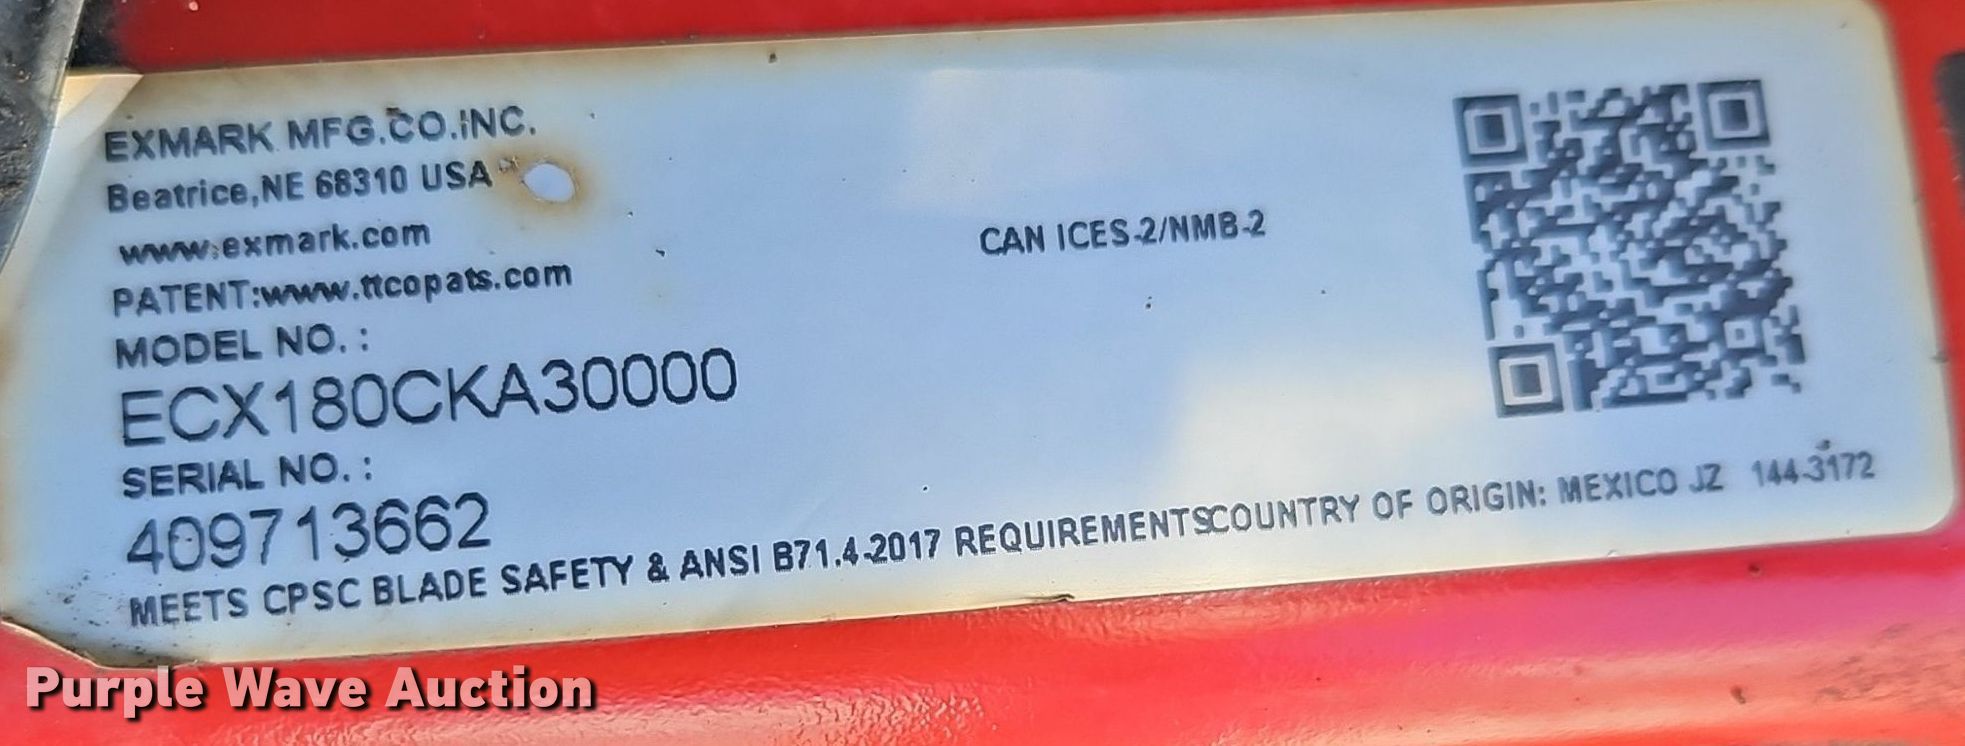 EXMARK MFG.CO.INC.
Beatrice,NE 68310 USA
www.exmark.com
PATENT:www.ttcopats.com
CAN ICES-2/NMB-2
MODEL NO. :
ECX180CKA30000
SERIAL NO. :
409713662
MEETS CPSC BLADE SAFETY & ANSI B71.4-2017 REQUIREMENTSCOUNTRY OF ORIGIN: MEXICO JZ 144-3172
Purple Wave Auction